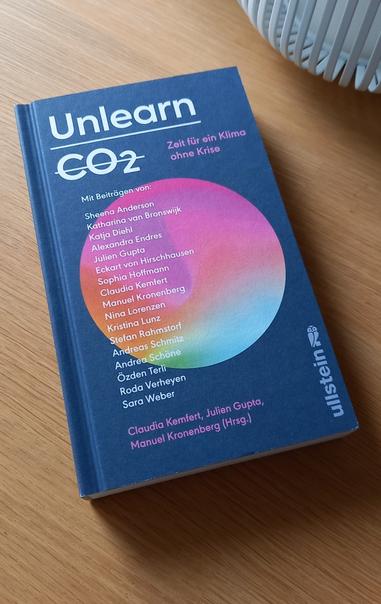 Unlearn
CO2
Zeit für ein Klima
ohne Krise
Mit Beiträgen von:
Sheena Anderson
Katharina van Bronswijk
Katja Diehl
Alexandra Endres
Julien Gupta
Eckart von Hirschhausen
Sophia Hoffmann
Claudia Kemfert
Manuel Kronenberg
Nina Lorenzen
Kristina Lunz
Stefan Rahmstorf
Andreas Schmitz
Andrea Schöne
Özden Terli
Roda Verheyen
Sara Weber
Claudia Kemfert, Julien Gupta,
Manuel Kronenberg (Hrsg.)
ullstein